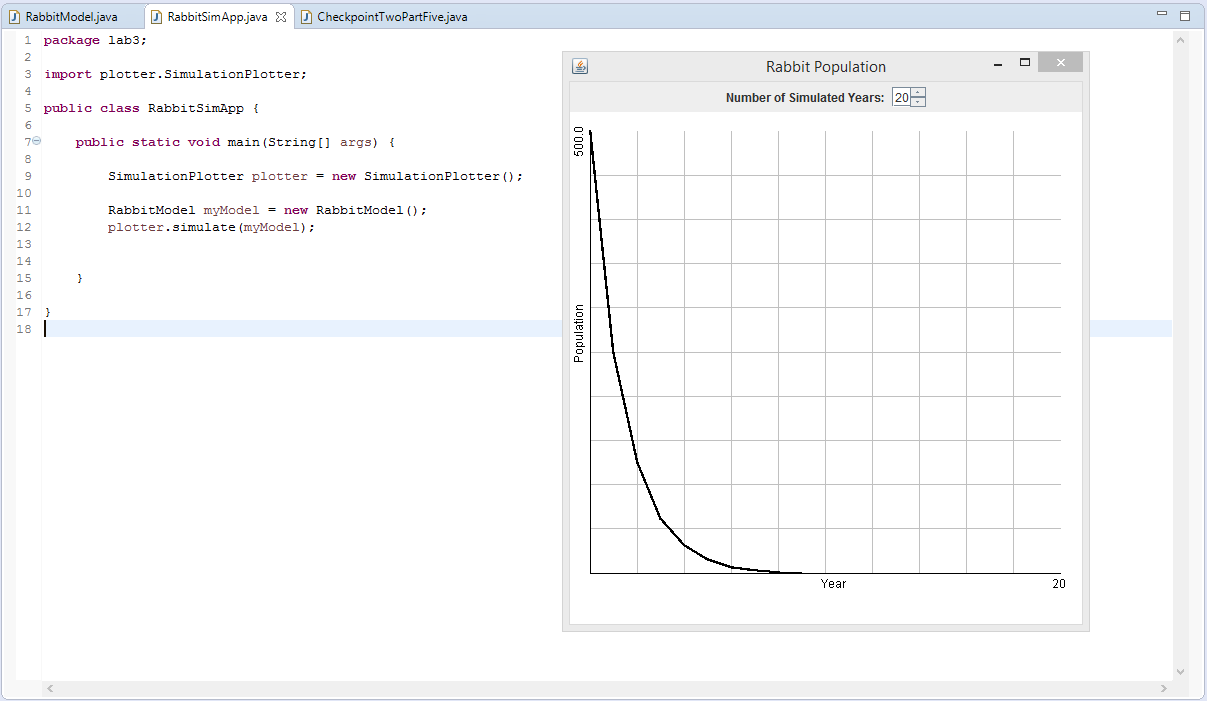 RabbitModel.java
RabbitSimApp.java
CheckpointTwoPartFive.java
1 package lab3;
2
3 import plotter.SimulationPlotter;
4
5 public class RabbitSimApp {
6
7 public static void main(String[] args) {
8
9 SimulationPlotter plotter = new SimulationPlotter();
10
11 RabbitModel myModel = new RabbitModel();
12 plotter.simulate(myModel);
13
14
15 }
16
17 }
18
Rabbit Population
Number of Simulated Years: 20
500.0
Population
Year
20